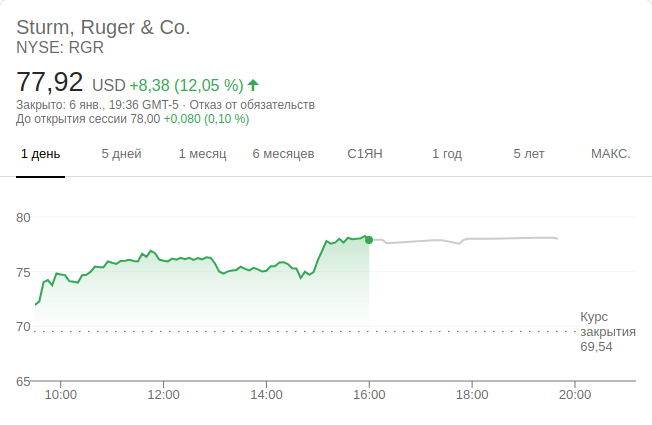 Sturm, Ruger & Co.
NYSE: RGR
77,92 USD +8,38 (12,05 %)
Закрыто: 6 янв., 19:36 GMT-5 · Отказ от обязательств
До открытия сессии 78,00 +0,080 (0,10 %)
1 день 5 дней 1 месяц 6 месяцев С1ЯН 1 год 5 лет МАКС.
80
75
70
Курс
закрытия
69,54
65
10:00 12:00 14:00 16:00 18:00 20:00